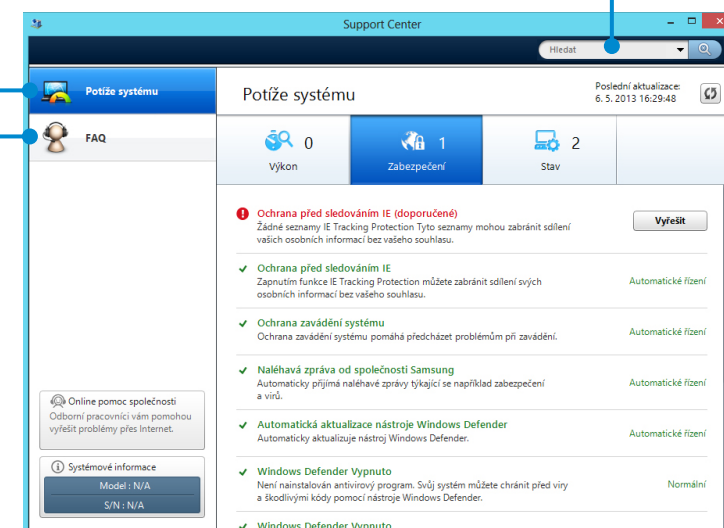 Support Center
Hledat
Potíže systému
FAQ
Potíže systému
Poslední aktualizace:
6. 5. 2013 16:29:48
0
Výkon
1
Zabezpečení
2
Stav
Ochrana před sledováním IE (doporučené)
Žádné seznamy IE Tracking Protection Tyto seznamy mohou zabránit sdílení
vašich osobních informací bez vašeho souhlasu.
Vyřešit
Ochrana před sledováním IE
Zapnutím funkce IE Tracking Protection můžete zabránit sdílení svých
osobních informací bez vašeho souhlasu.
Automatické řízení
Ochrana zavádění systému
Ochrana zavádění systému pomáhá předcházet problémům při zavádění.
Automatické řízení
Naléhavá zpráva od společnosti Samsung
Automaticky přijímá naléhavé zprávy týkající se například zabezpečení
a virů.
Automatické řízení
Automatická aktualizace nástroje Windows Defender
Automaticky aktualizuje nástroj Windows Defender.
Automatické řízení
Windows Defender Vypnuto
Není nainstalován antivirový program. Svůj systém můžete chránit před viry
a škodlivými kódy pomocí nástroje Windows Defender.
Normální
Windows Defender Vypnuto
Online pomoc společnosti
Odborní pracovníci vám pomohou
vyřešit problémy přes Internet.
Systémové informace
Model : N/A
S/N : N/A